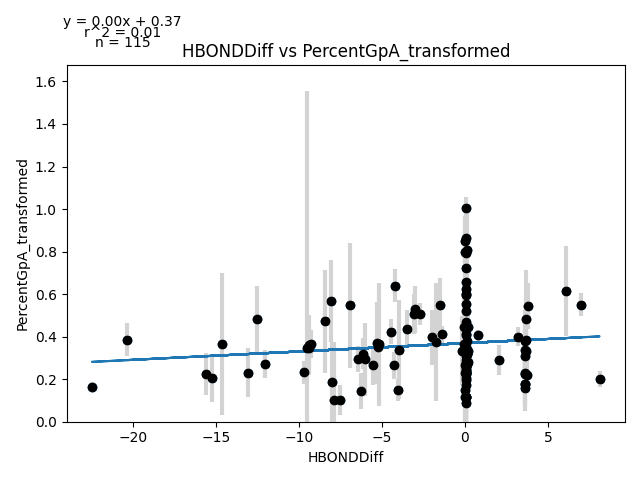 y = 0.00x + 0.37
r^2 = 0.01
n = 115
HBONDDiff vs PercentGpA_transformed
1.6
1.4
1.2
1.0
0.8
0.6
0.4
0.2
0.0
PercentGpA_transformed
−20
−15
−10
−5
0
5
HBONDDiff